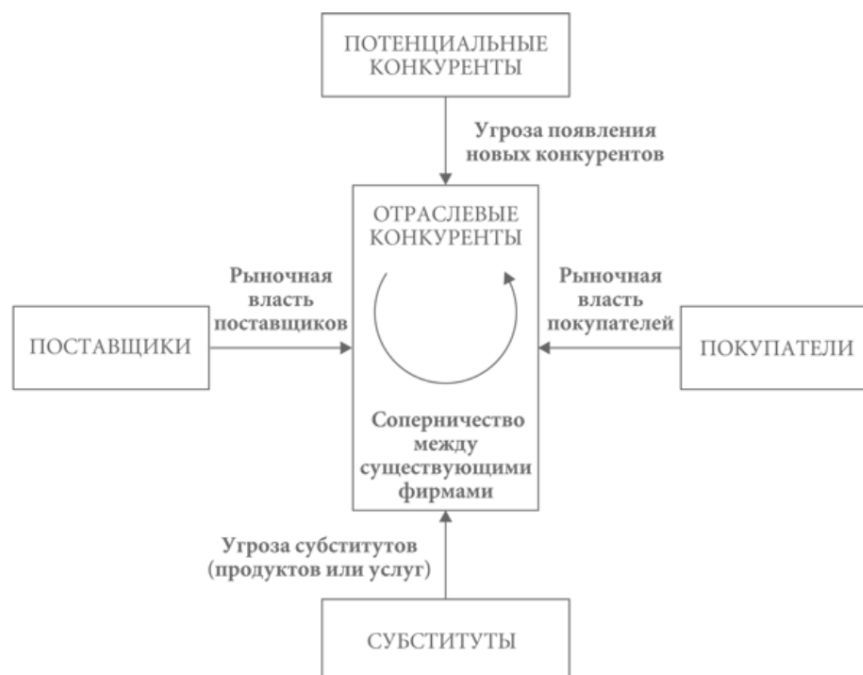 ПОТЕНЦИАЛЬНЫЕ
КОНКУРЕНТЫ
Угроза появления
новых конкурентов
ОТРАСЛЕВЫЕ
КОНКУРЕНТЫ
Рыночная
власть
поставщиков
Рыночная
власть
покупателей
ПОСТАВЩИКИ
ПОКУПАТЕЛИ
Соперничество
между
существующими
фирмами
Угроза субститутов
(продуктов или услуг)
СУБСТИТУТЫ